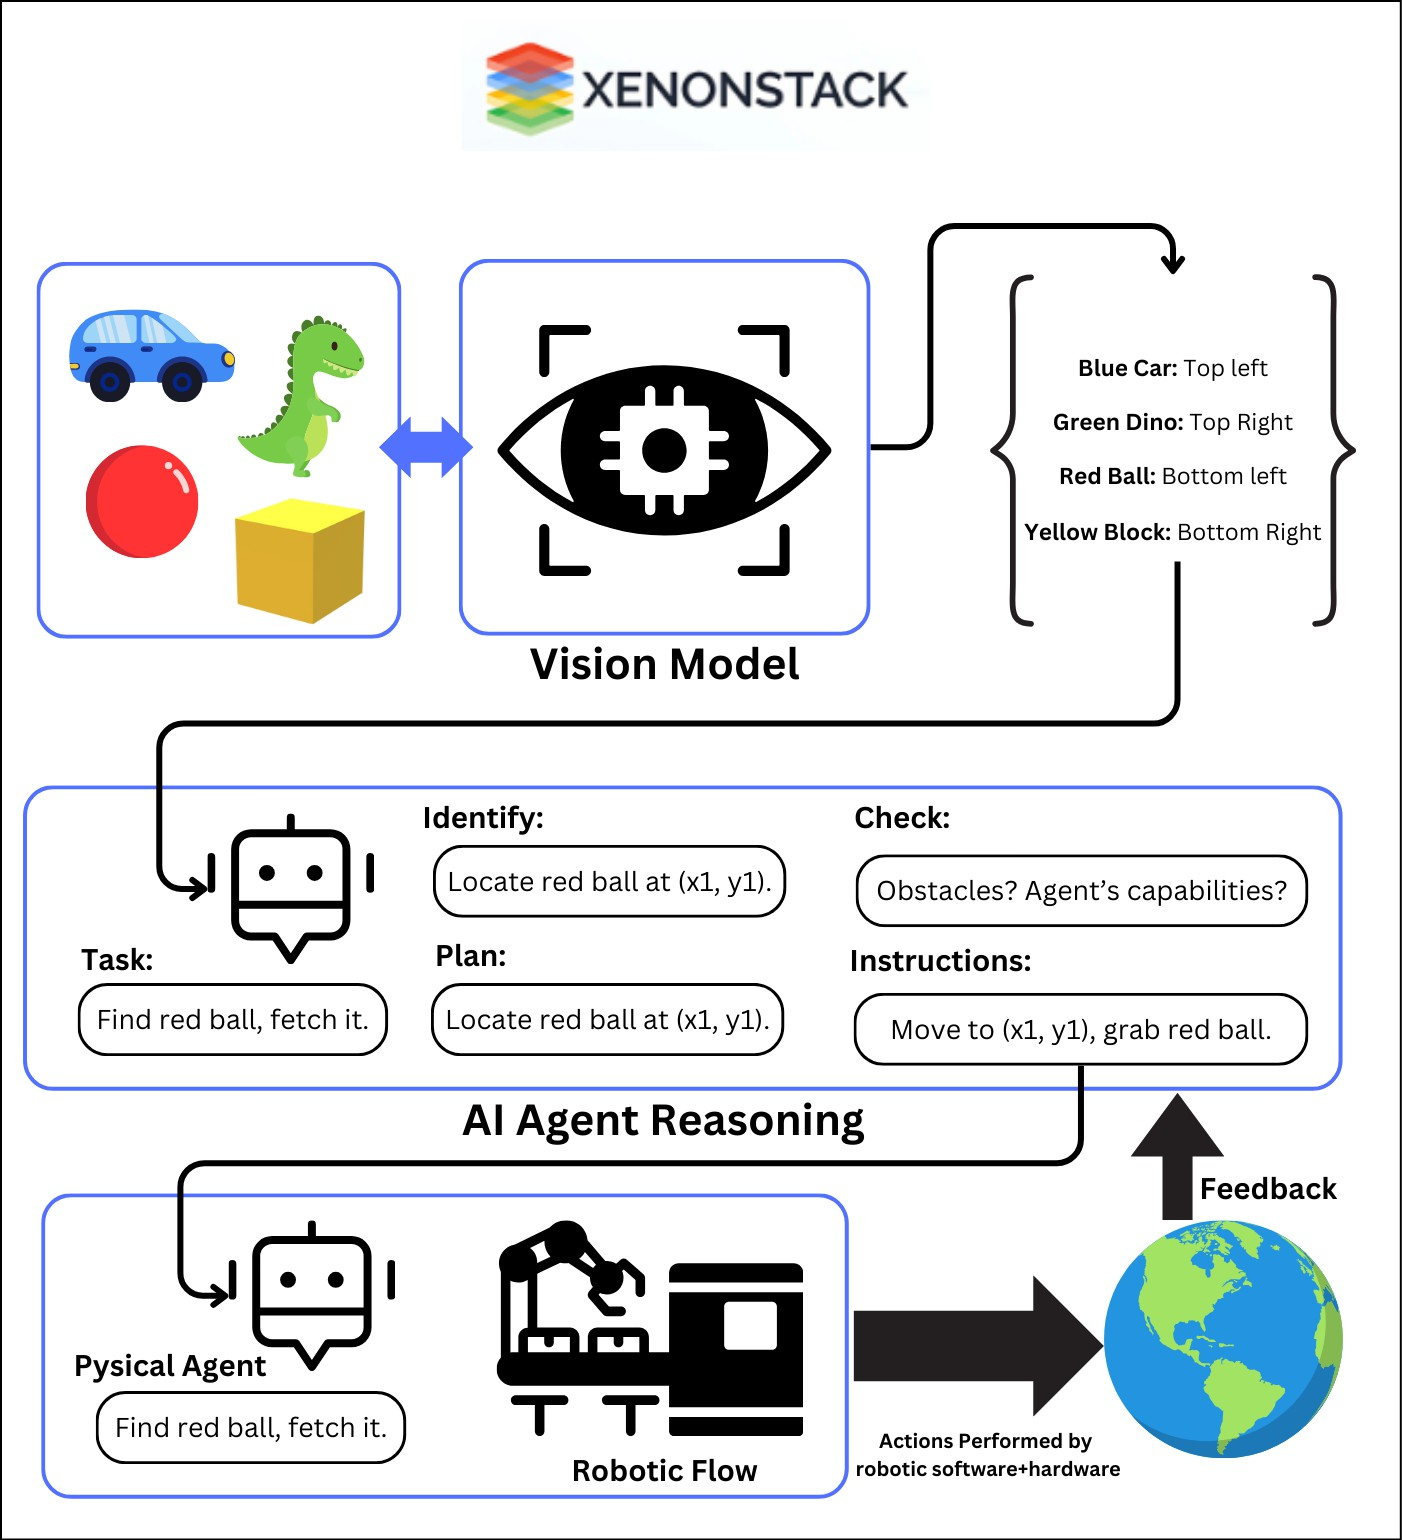 XENONSTACK
Blue Car: Top left
Green Dino: Top Right
Red Ball: Bottom left
Yellow Block: Bottom Right
Vision Model
Identify:
Locate red ball at (x1, y1).
Check:
Obstacles? Agent’s capabilities?
Task:
Find red ball, fetch it.
Plan:
Locate red ball at (x1, y1).
Instructions:
Move to (x1, y1), grab red ball.
AI Agent Reasoning
Feedback
Pysical Agent
Find red ball, fetch it.
Robotic Flow
Actions Performed by
robotic software+hardware